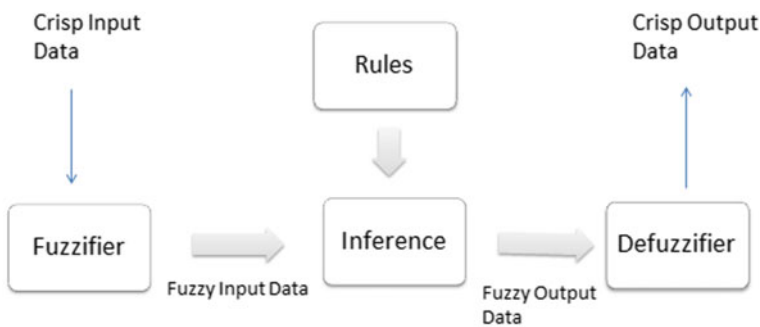 Crisp Input
Data
Rules
Crisp Output
Data
Fuzzifier
Fuzzy Input Data
Inference
Fuzzy Output
Data
Defuzzifier